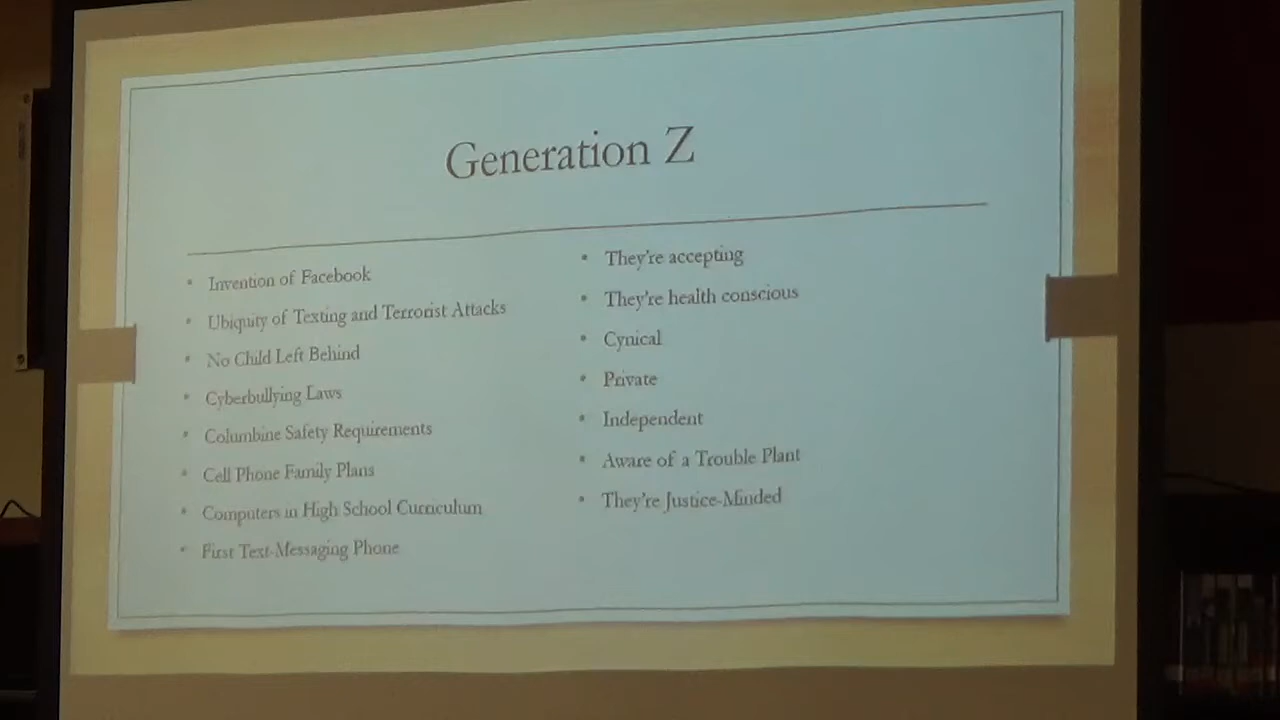 Generation Z
Invention of Facebook
Ubiquity of Texting and Terrorist Attacks
No Child Left Behind
Cyberbullying Laws
Columbine Safety Requirements
Cell Phone Family Plans
Computers in High School Curriculum
First Text-Messaging Phone
They're accepting
They're health conscious
Cynical
Private
Independent
Aware of a Trouble Plant
They're Justice-Minded